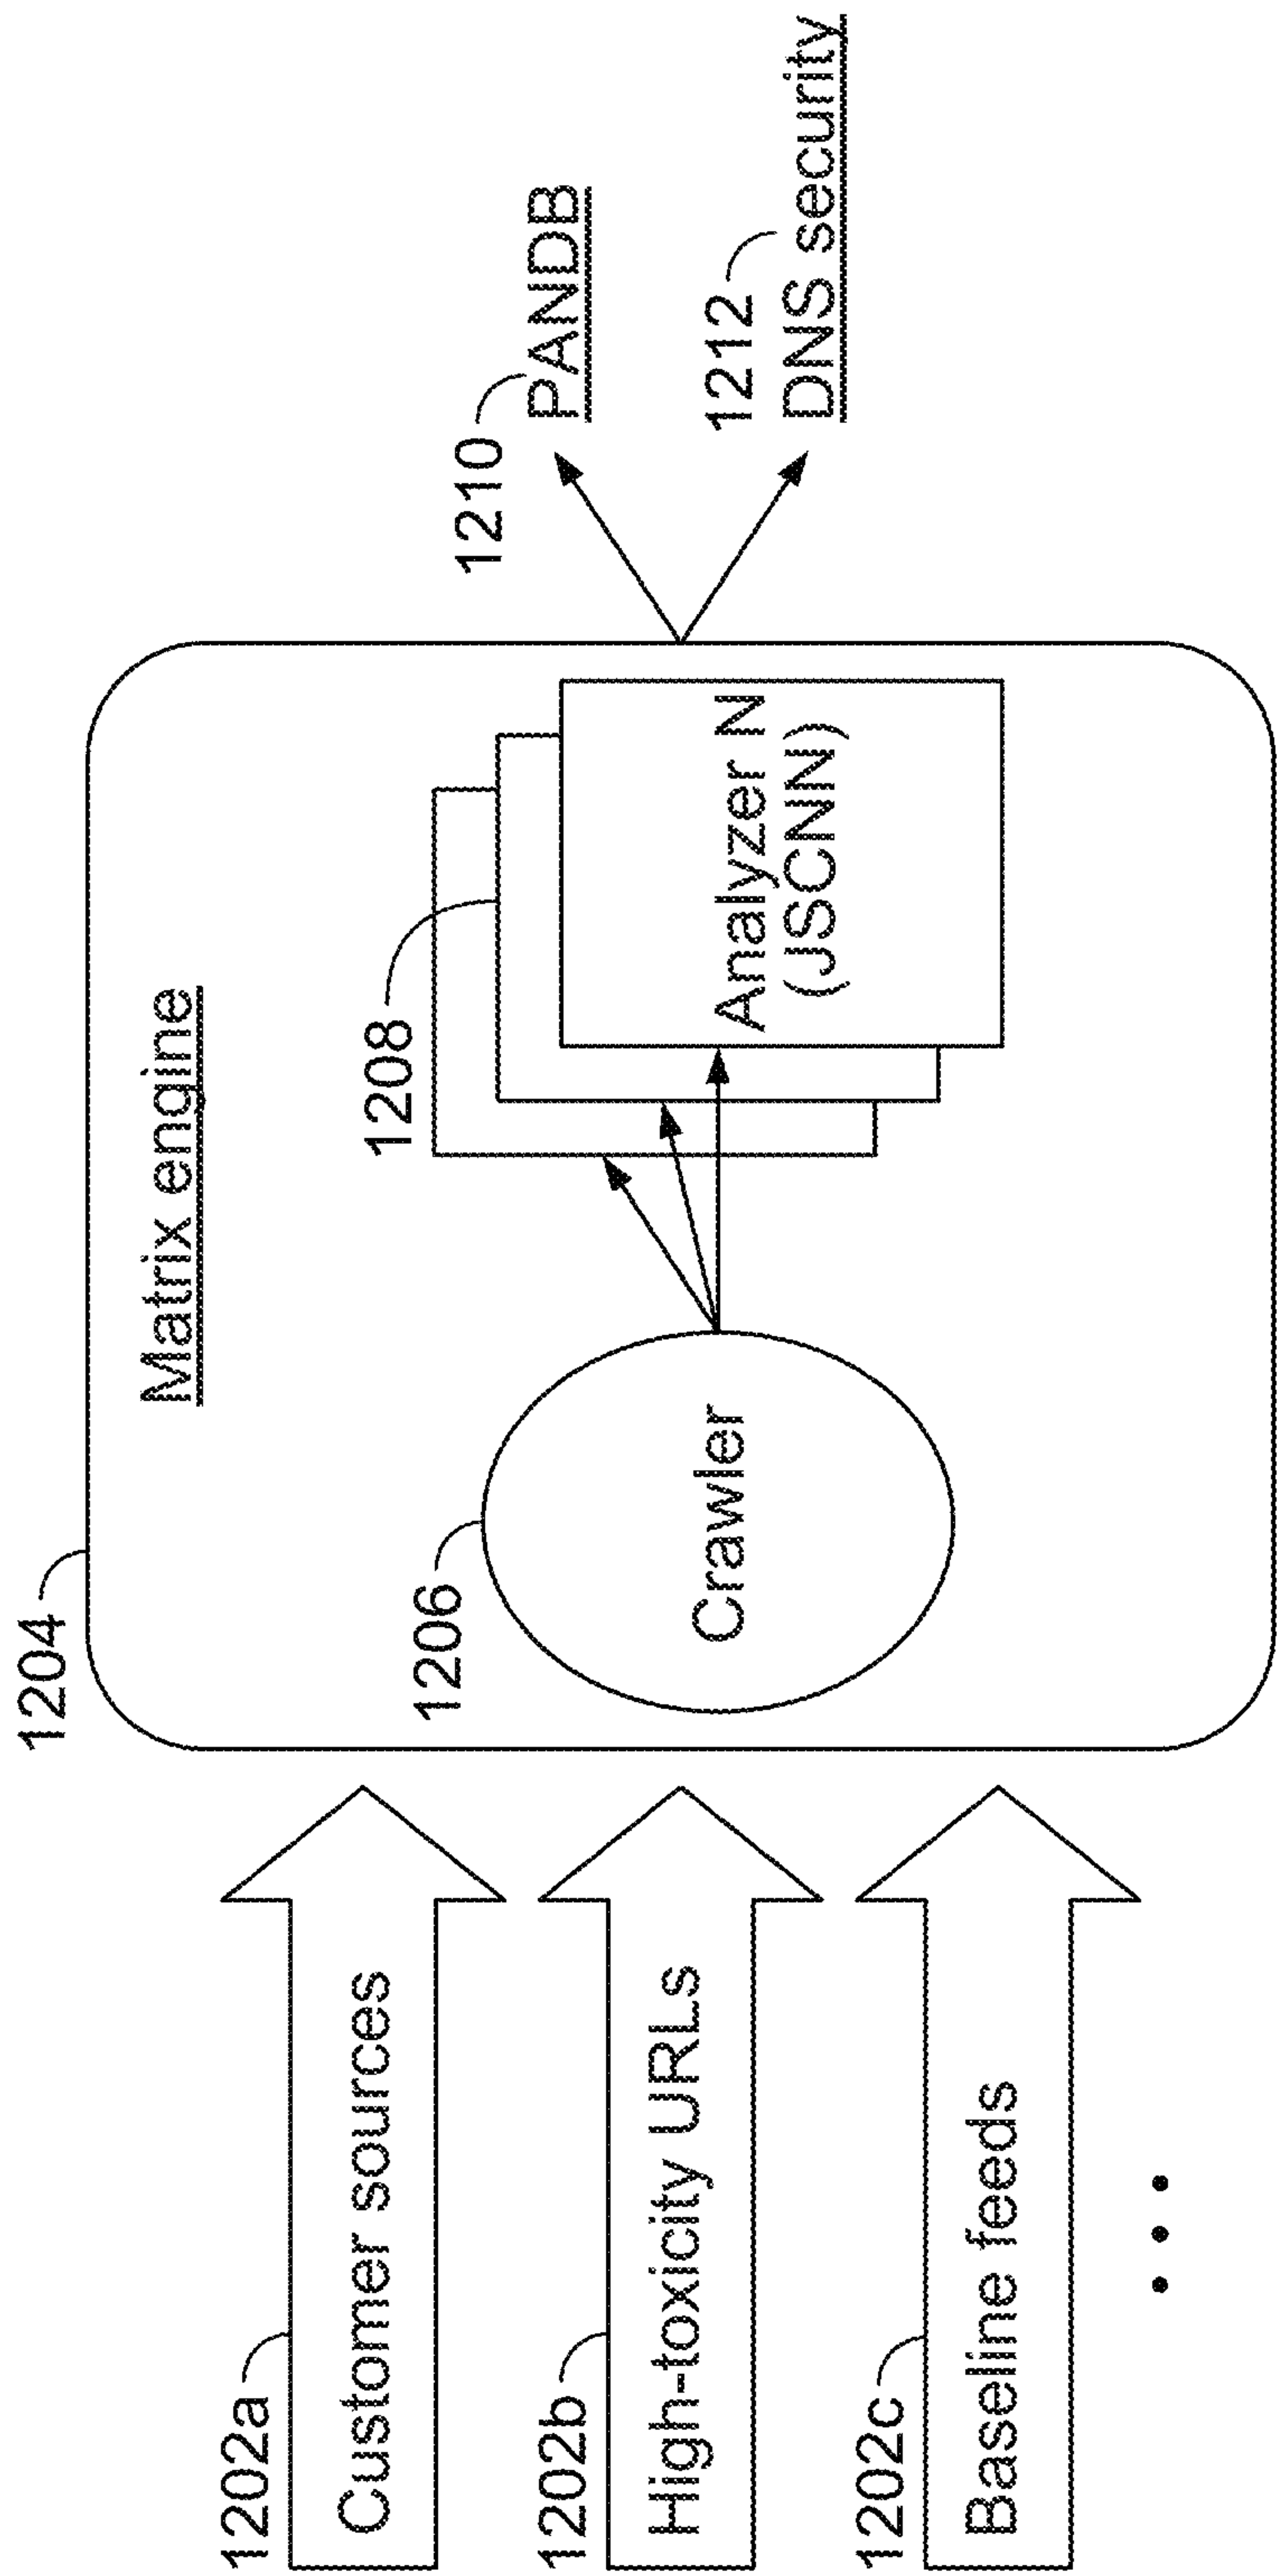 1202a
Customer sources
1202b
High-toxicity URLs
1202c
Baseline feeds
1204
Matrix engine
1206
Crawler
1208
Analyzer N
(JSCNN)
1210
PANDB
1212
DNS security